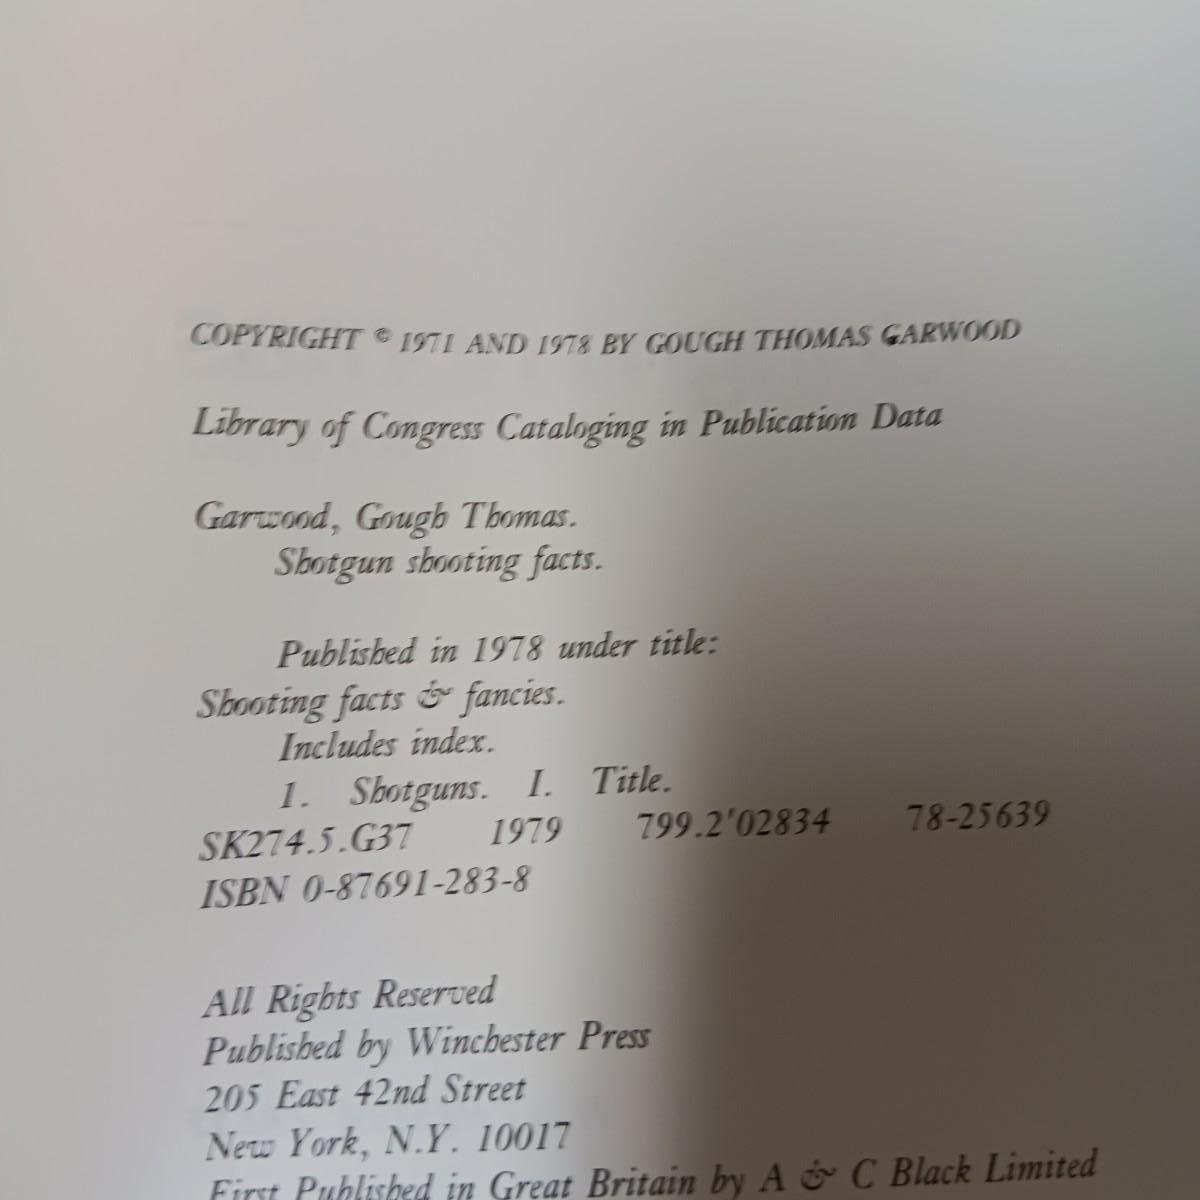 COPYRIGHT © 1971 AND 1978 BY GOUGH THOMAS GARWOOD
Library of Congress Cataloging in Publication Data
Garwood, Gough Thomas.
Shotgun shooting facts.
Published in 1978 under title:
Shooting facts & fancies.
Includes index.
1. Shotguns. I. Title.
SK274.5.G37 1979 799.2'02834 78-25639
ISBN 0-87691-283-8
All Rights Reserved
Published by Winchester Press
205 East 42nd Street
New York, N.Y. 10017
First Published in Great Britain by A & C Black Limited